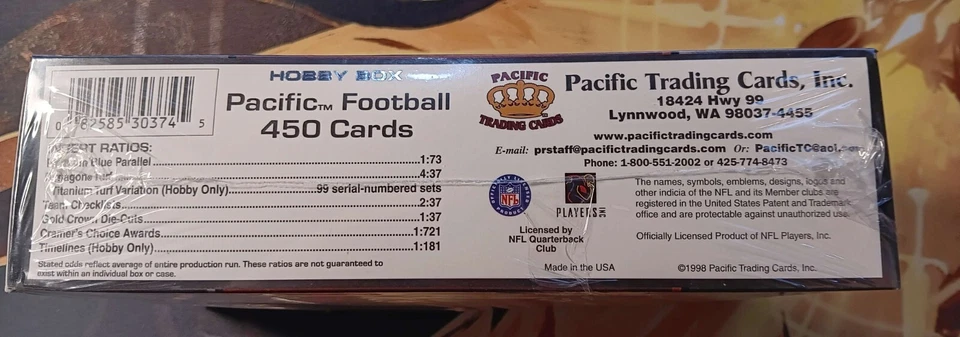 HOBBY BOX
Pacific™ Football
450 Cards
82585 30374 5
INSERT RATIOS:
Blue Parallel 1:73
4:37
Titanium Turf Variation (Hobby Only) 99 serial-numbered sets
Team Checklists 2:37
Gold Crown Die-Cuts 1:37
Cramer's Choice Awards 1:721
Timelines (Hobby Only) 1:181
Stated odds reflect average of entire production run. These ratios are not guaranteed to
exist within an individual box or case.
PACIFIC
TRADING CARDS
Pacific Trading Cards, Inc.
18424 Hwy 99
Lynnwood, WA 98037-4455
www.pacifictradingcards.com
E-mail: prstaff@pacifictradingcards.com Or: PacificTC@aol.
Phone: 1-800-551-2002 or 425-774-8473
OFFICIALLY LICENSED
NFL
PRODUCT
PLAYERS INC
Licensed by
NFL Quarterback
Club
Made in the USA
The names, symbols, emblems, designs, logos and
other indicia of the NFL and its Member clubs are
registered in the United States Patent and Trademark
office and are protectable against unauthorized use.
Officially Licensed Product of NFL Players, Inc.
©1998 Pacific Trading Cards, Inc.